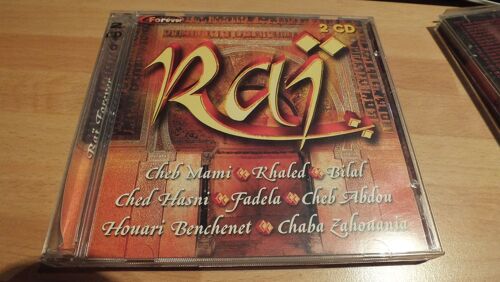 Forever
2 CD
Raï
Cheb Mami Khaled Bilal
Ched Hasni Fadela Cheb Abdou
Houari Benchenet Chaba Zahouania
Raï Forever